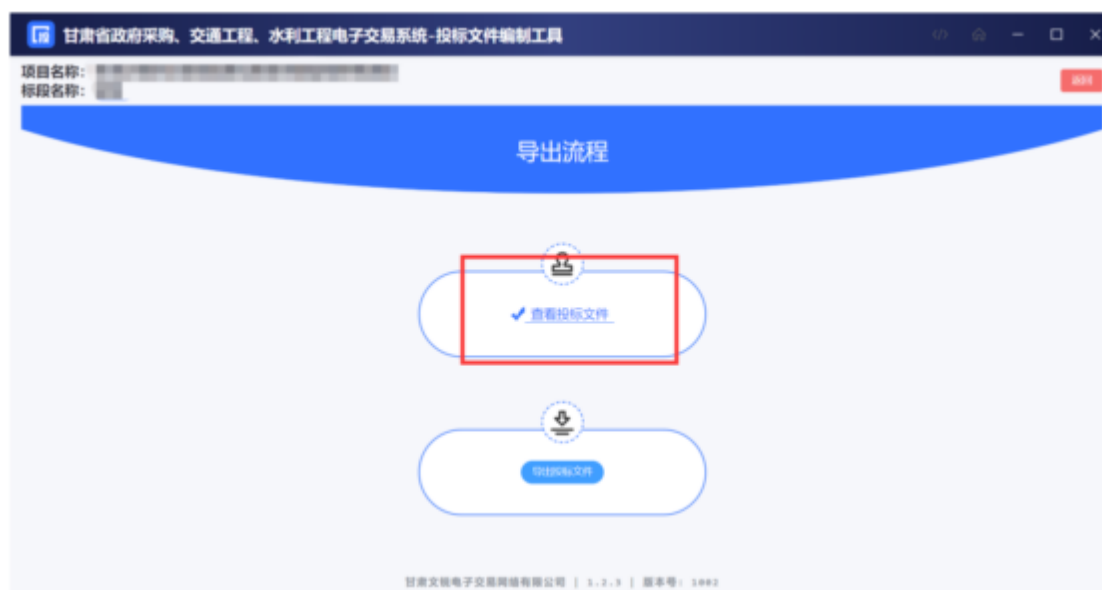 甘肃省政府采购、交通工程、水利工程电子交易系统-投标文件编制工具
项目名称:
标段名称:
返回
导出流程
查看投标文件
导出投标文件
甘肃文锐电子交易网络有限公司 | 1.2.3 | 版本号: 1002